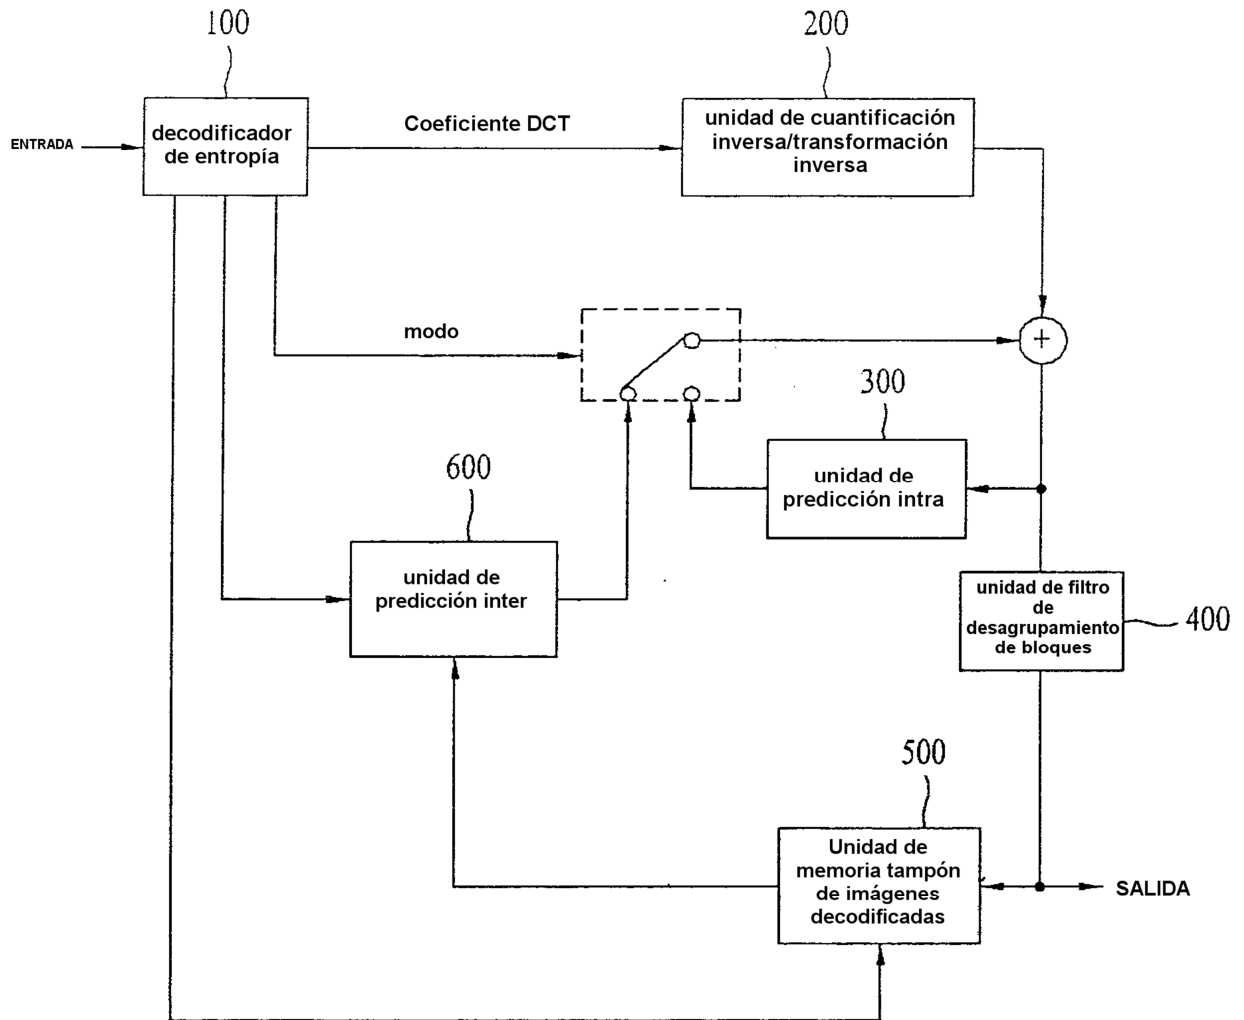 100
200
ENTRADA
decodificador
de entropía
Coeficiente DCT
unidad de cuantificación
inversa/transformación
inversa
modo
+
300
unidad de
predicción intra
600
unidad de
predicción inter
unidad de filtro
de
desagrupamiento
de bloques
400
500
Unidad de
memoria tampón
de imágenes
decodificadas
SALIDA